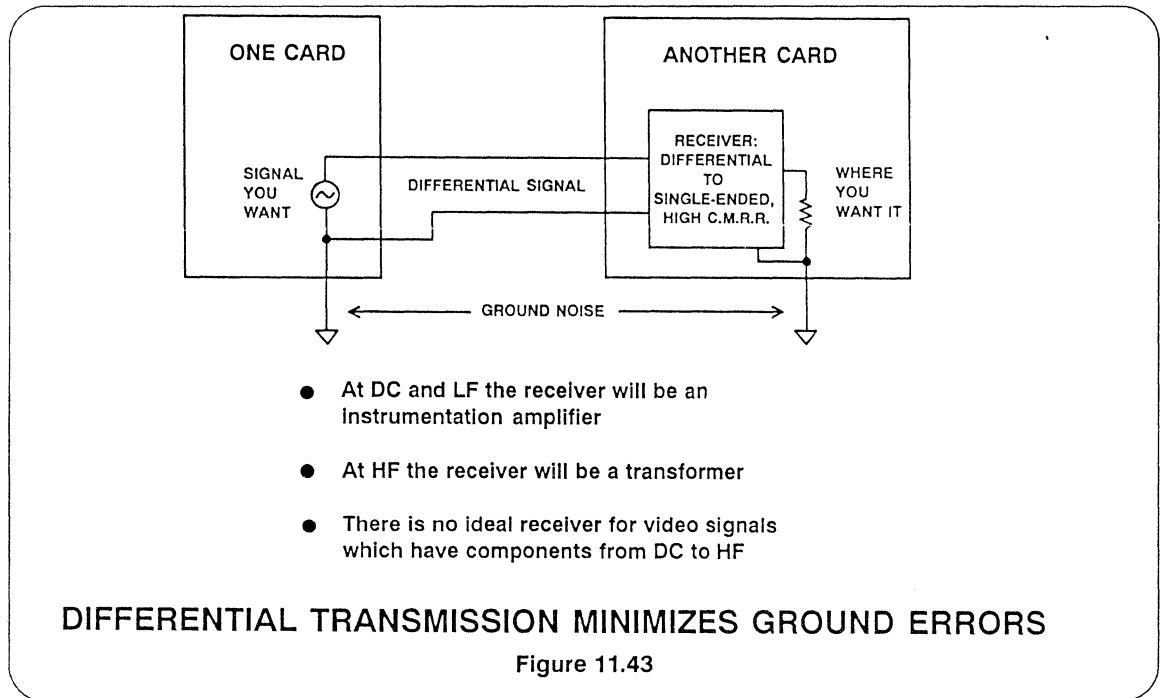 ONE CARD
ANOTHER CARD
SIGNAL
YOU
WANT
DIFFERENTIAL SIGNAL
RECEIVER:
DIFFERENTIAL
TO
SINGLE-ENDED,
HIGH C.M.R.R.
WHERE
YOU
WANT IT
GROUND NOISE
● At DC and LF the receiver will be an
instrumentation amplifier
● At HF the receiver will be a transformer
● There is no ideal receiver for video signals
which have components from DC to HF
DIFFERENTIAL TRANSMISSION MINIMIZES GROUND ERRORS
Figure 11.43